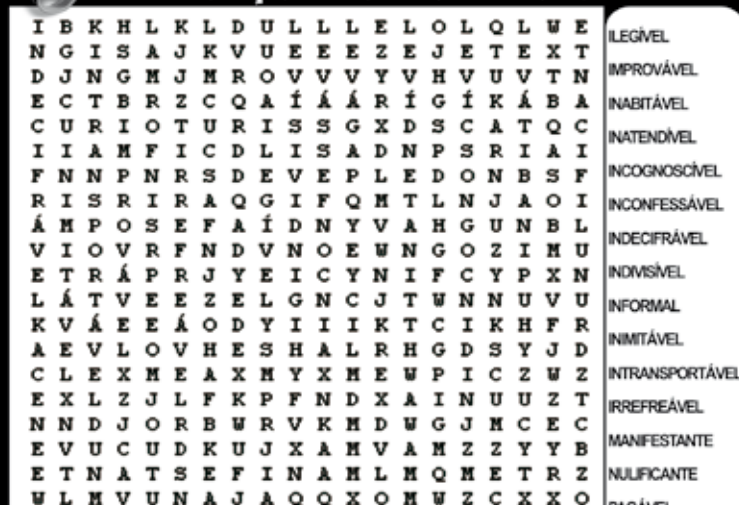 I B K H L K L D U L L L E L O L Q L W E
N G I S A J K V U E E E Z E J E T E X T
D J N G M J M R O V V V Y V H V U V T N
E C T B R Z C Q A Í Á Á R Í G Í K Á B A
C U R I O T U R I S S G X D S C A T Q C
I I A M F I C D L I S A D N P S R I A I
F N N P N R S D E V E P L E D O N B S F
R I S R I R A Q G I F Q M T L N J A O I
Á M P O S E F A Í D N Y V A H G U N B L
V I O V R F N D V N O E W N G O Z I M U
E T R Á P R J Y E I C Y N I F C Y P X N
L Á T V E E Z E L G N C J T W N N U V U
K V Á E E Á O D Y I I I K T C I K H F R
A E V L O V H E S H A L R H G D S Y J D
C L E X M E A X M Y X M E W P I C Z W Z
E X L Z J L F K P F N D X A I N U U Z T
N N D J O R B W R V K M D W G J M C E C
E V U C U D K U J X A M V A M Z Z Y Y B
E T N A T S E F I N A M L M Q M E T R Z
W L M V U N A J A Q Q X O M W Z C X X O
ILEGÍVEL
IMPROVÁVEL
INABITÁVEL
INATENDÍVEL
INCOGNOSCÍVEL
INCONFESSÁVEL
INDECIFRÁVEL
INDIVISÍVEL
INFORMAL
INIMITÁVEL
INTRANSPORTÁVEL
IRREFREÁVEL
MANIFESTANTE
NULIFICANTE